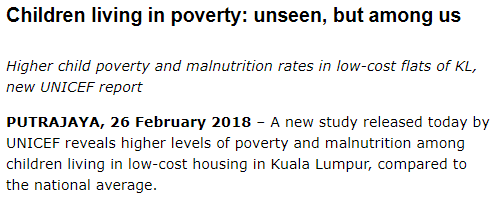 Children living in poverty: unseen, but among us
Higher child poverty and malnutrition rates in low-cost flats of KL,
new UNICEF report
PUTRAJAYA, 26 February 2018 – A new study released today by
UNICEF reveals higher levels of poverty and malnutrition among
children living in low-cost housing in Kuala Lumpur, compared to
the national average.